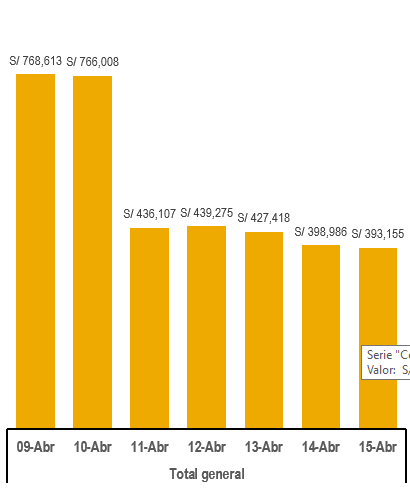 S/ 768,613 S/ 766,008
S/ 436,107 S/ 439,275 S/ 427,418 S/ 398,986 S/ 393,155
Serie "Co
Valor: S/
09-Abr 10-Abr 11-Abr 12-Abr 13-Abr 14-Abr 15-Abr
Total general